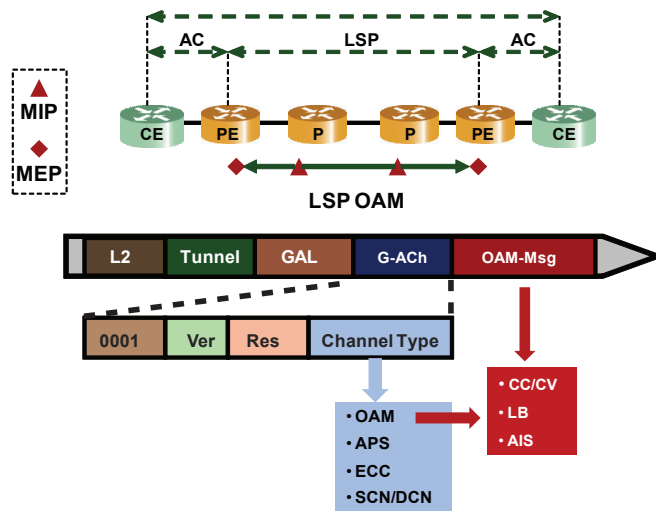 AC LSP AC
MIP
MEP
CE PE P P PE CE
LSP OAM
L2 Tunnel GAL G-ACh OAM-Msg
0001 Ver Res Channel Type
• OAM
• APS
• ECC
• SCN/DCN
• CC/CV
• LB
• AIS